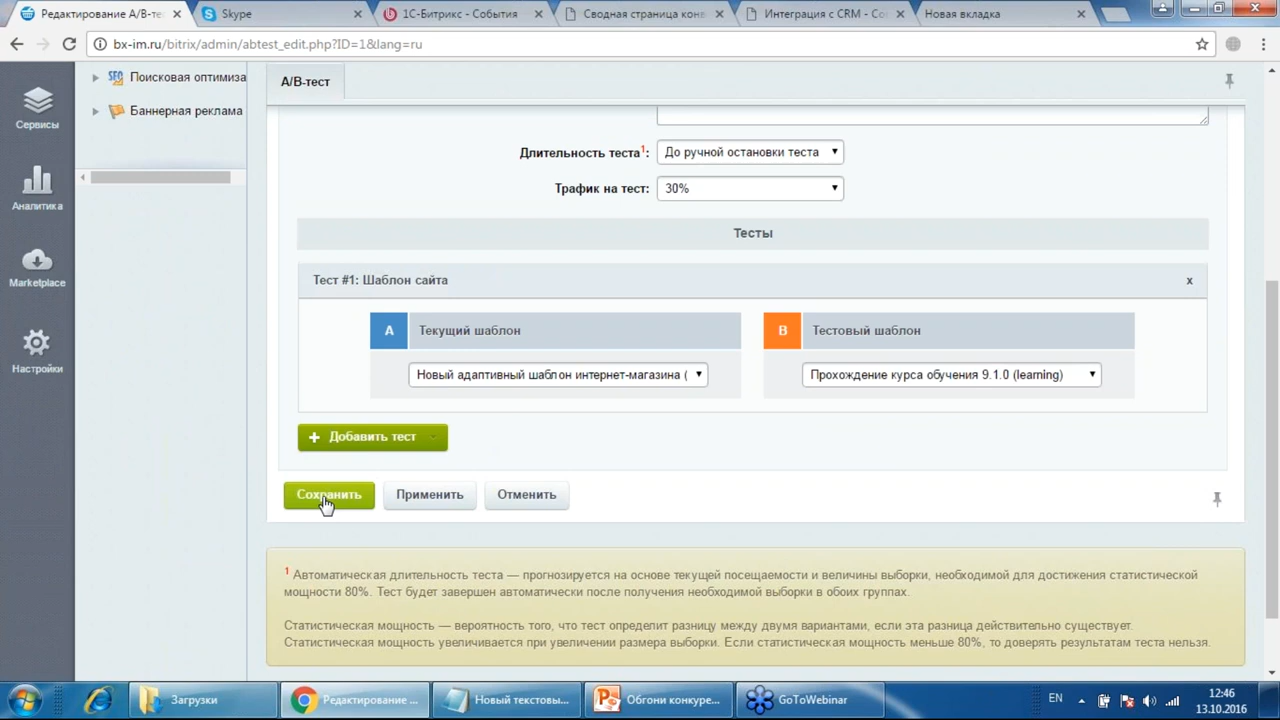 Редактирование A/B-те
Skype
1С-Битрикс - События
Сводная страница конв
Интеграция с CRM - Со
Новая вкладка
bx-im.ru/bitrix/admin/abtest_edit.php?ID=1&lang=ru
Сервисы
Аналитика
Marketplace
Настройки
SEO Поисковая оптимиза
Баннерная реклама
A/B-тест
Длительность теста1: До ручной остановки теста
Трафик на тест: 30%
Тесты
Тест #1: Шаблон сайта x
A Текущий шаблон
Новый адаптивный шаблон интернет-магазина (
B Тестовый шаблон
Прохождение курса обучения 9.1.0 (learning)
+ Добавить тест
Сохранить Применить Отменить
1 Автоматическая длительность теста — прогнозируется на основе текущей посещаемости и величины выборки, необходимой для достижения статистической
мощности 80%. Тест будет завершен автоматически после получения необходимой выборки в обоих группах.
Статистическая мощность — вероятность того, что тест определит разницу между двумя вариантами, если эта разница действительно существует.
Статистическая мощность увеличивается при увеличении размера выборки. Если статистическая мощность меньше 80%, то доверять результатам теста нельзя.
Загрузки
Редактирование ...
Новый текстовы...
Обгони конкуре...
GoToWebinar
EN
12:46
13.10.2016